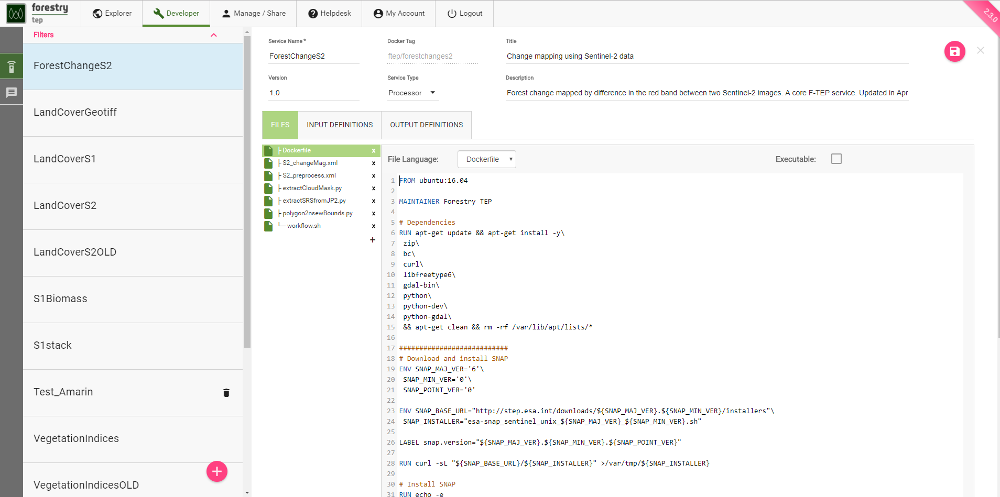 forestry
tep
Explorer
Developer
Manage / Share
Helpdesk
My Account
Logout
2.3.0
Filters
ForestChangeS2
LandCoverGeotiff
LandCoverS1
LandCoverS2
LandCoverS2OLD
S1Biomass
S1stack
Test_Amarin
VegetationIndices
VegetationIndicesOLD
Service Name *
Docker Tag
Title
ForestChangeS2
ftep/forestchanges2
Change mapping using Sentinel-2 data
Version
Service Type
Description
1.0
Processor
Forest change mapped by difference in the red band between two Sentinel-2 images. A core F-TEP service. Updated in Apr
FILES
INPUT DEFINITIONS
OUTPUT DEFINITIONS
Dockerfile x
S2_changeMag.xml x
S2_preprocess.xml x
extractCloudMask.py x
extractSRSfromJP2.py x
polygon2nsewBounds.py x
workflow.sh x
+
File Language:
Dockerfile
Executable:
1 FROM ubuntu:16.04
2
3 MAINTAINER Forestry TEP
4
5 # Dependencies
6 RUN apt-get update && apt-get install -y\
7 zip\
8 bc\
9 curl\
10 libfreetype6\
11 gdal-bin\
12 python\
13 python-dev\
14 python-gdal\
15 && apt-get clean && rm -rf /var/lib/apt/lists/*
16
17 ###########################
18 # Download and install SNAP
19 ENV SNAP_MAJ_VER='6'\
20 SNAP_MIN_VER='0'\
21 SNAP_POINT_VER='0'
22
23 ENV SNAP_BASE_URL="http://step.esa.int/downloads/${SNAP_MAJ_VER}.${SNAP_MIN_VER}/installers"\
24 SNAP_INSTALLER="esa-snap_sentinel_unix_${SNAP_MAJ_VER}_${SNAP_MIN_VER}.sh"
25
26 LABEL snap.version="${SNAP_MAJ_VER}.${SNAP_MIN_VER}.${SNAP_POINT_VER}"
27
28 RUN curl -sL "${SNAP_BASE_URL}/${SNAP_INSTALLER}" >/var/tmp/${SNAP_INSTALLER}
29
30 # Install SNAP
31 RUN echo -e